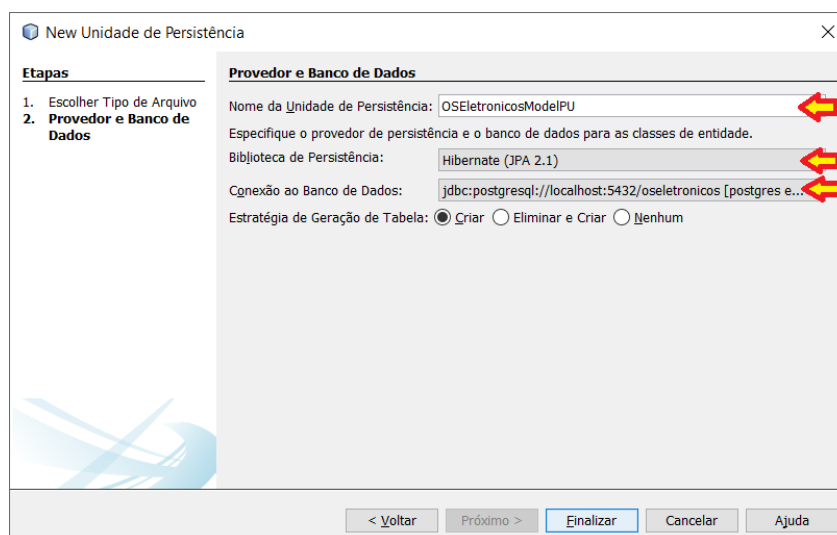 New Unidade de Persistência
Etapas
1. Escolher Tipo de Arquivo
2. Provedor e Banco de
Dados
Provedor e Banco de Dados
Nome da Unidade de Persistência: OSEletronicosModelPU
Especifique o provedor de persistência e o banco de dados para as classes de entidade.
Biblioteca de Persistência: Hibernate (JPA 2.1)
Conexão ao Banco de Dados: jdbc:postgresql://localhost:5432/oseletronicos [postgres e...
Estratégia de Geração de Tabela: Criar Eliminar e Criar Nenhum
< Voltar Próximo > Finalizar Cancelar Ajuda